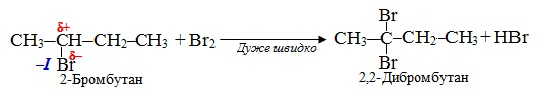 δ+ Br
CH₃–CH–CH₂–CH₃ + Br₂ Дуже швидко CH₃–C–CH₂–CH₃ + HBr
–I Br δ– Br
2-Бромбутан 2,2-Дибромбутан